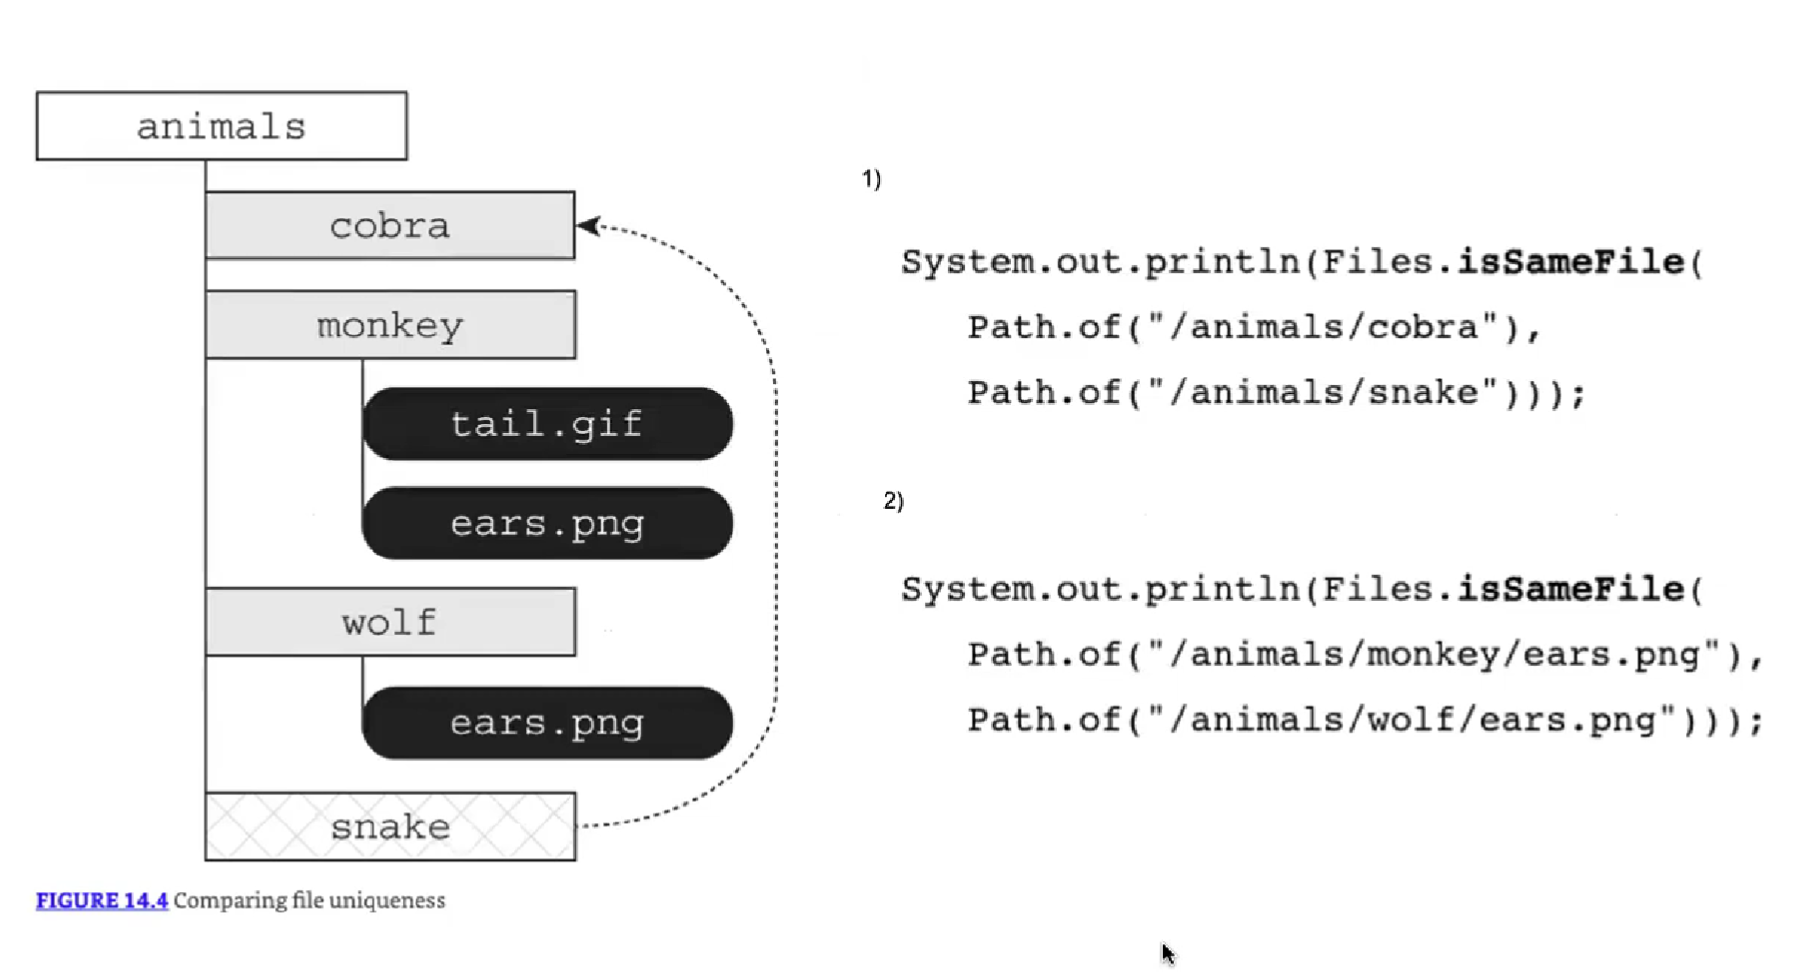 animals
cobra
monkey
tail.gif
ears.png
wolf
ears.png
snake
FIGURE 14.4 Comparing file uniqueness
1)
System.out.println(Files.isSameFile(
Path.of("/animals/cobra"),
Path.of("/animals/snake")));
2)
System.out.println(Files.isSameFile(
Path.of("/animals/monkey/ears.png"),
Path.of("/animals/wolf/ears.png")));